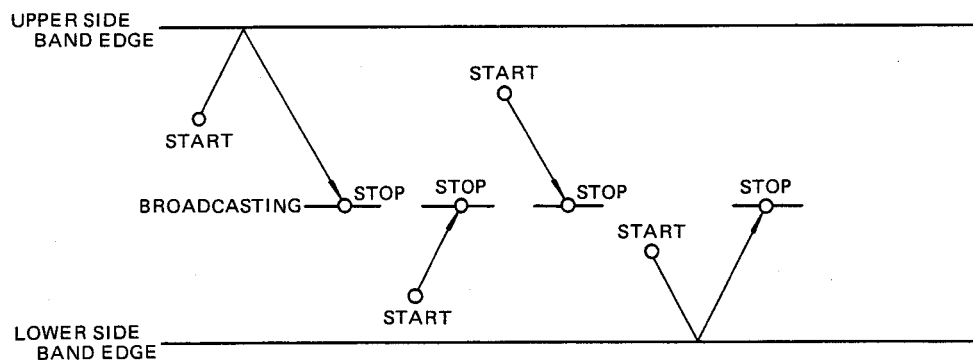 UPPER SIDE
BAND EDGE
START
START
BROADCASTING
STOP
STOP
STOP
STOP
START
START
LOWER SIDE
BAND EDGE